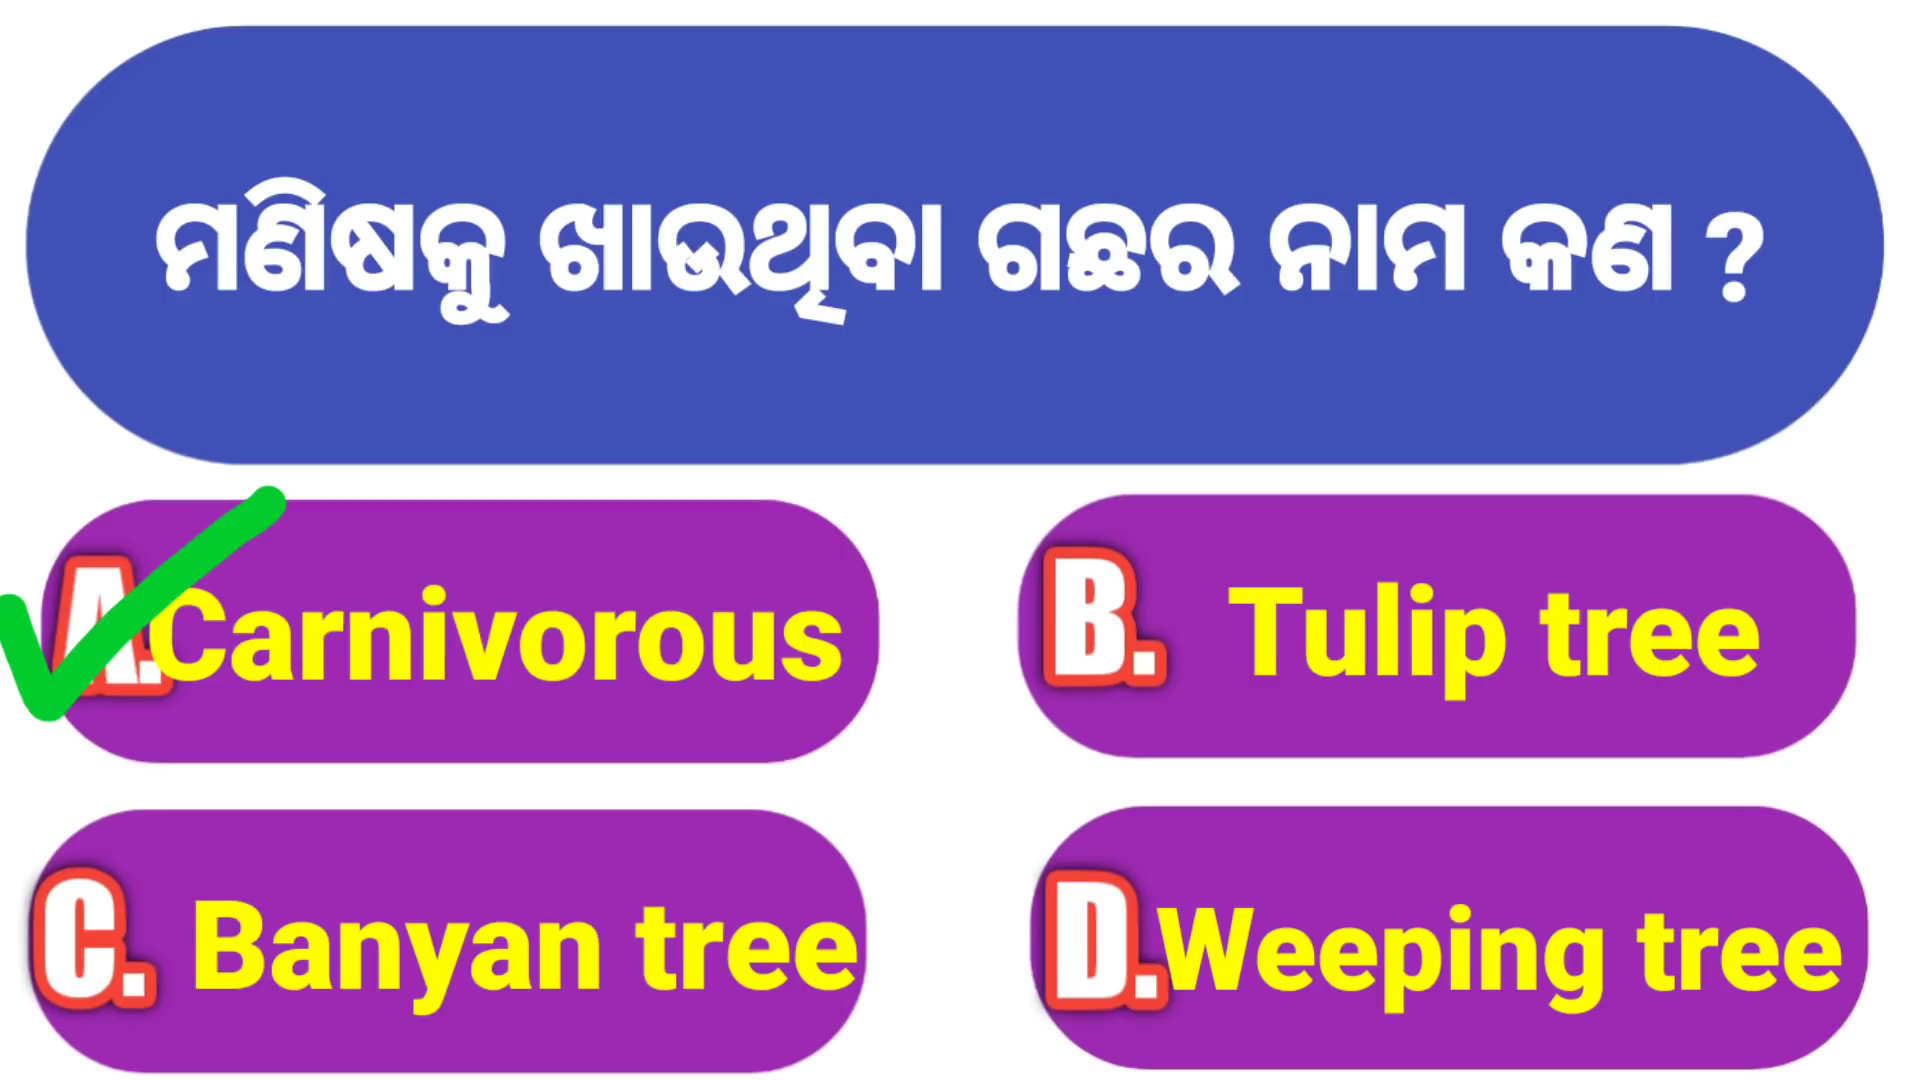 ମଣିଷକୁ ଖାଉଥିବା ଗଛର ନାମ କଣ ?
A. Carnivorous
B. Tulip tree
C. Banyan tree
D. Weeping tree